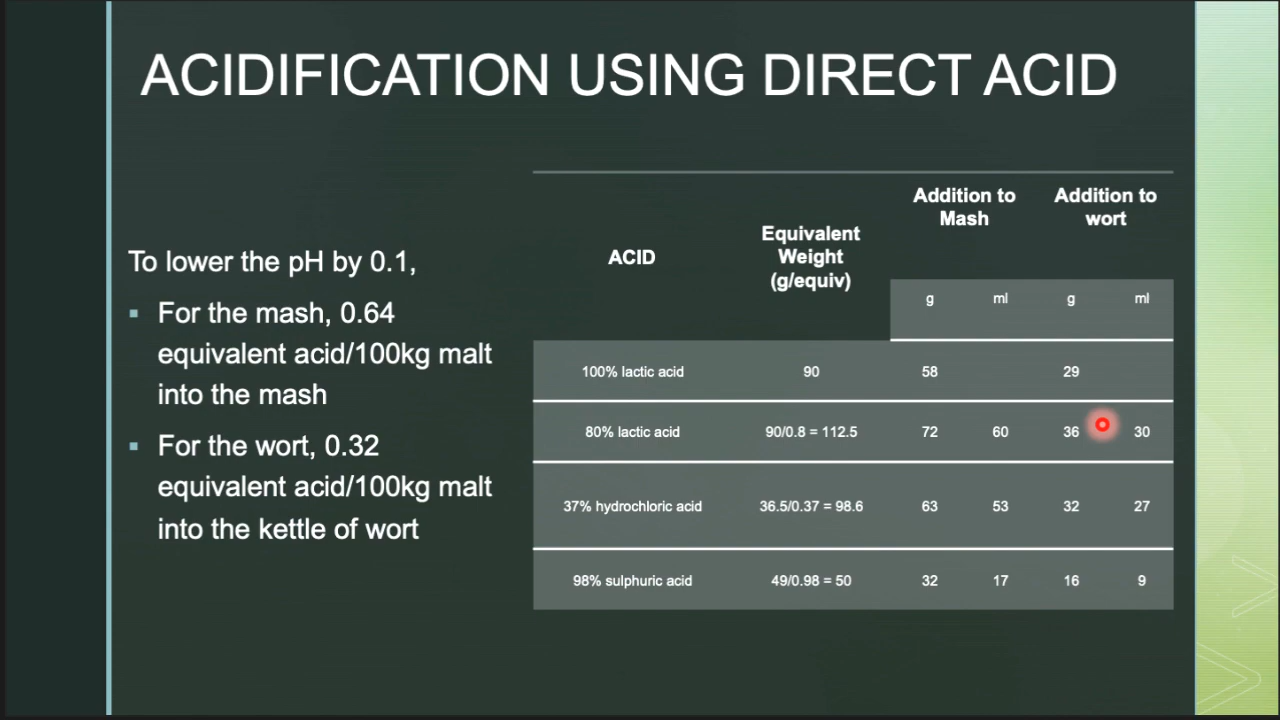 ACIDIFICATION USING DIRECT ACID
To lower the pH by 0.1,
▪ For the mash, 0.64
equivalent acid/100kg malt
into the mash
▪ For the wort, 0.32
equivalent acid/100kg malt
into the kettle of wort
ACID
Equivalent
Weight
(g/equiv)
Addition to
Mash
Addition to
wort
g ml g ml
100% lactic acid 90 58 29
80% lactic acid 90/0.8 = 112.5 72 60 36 30
37% hydrochloric acid 36.5/0.37 = 98.6 63 53 32 27
98% sulphuric acid 49/0.98 = 50 32 17 16 9